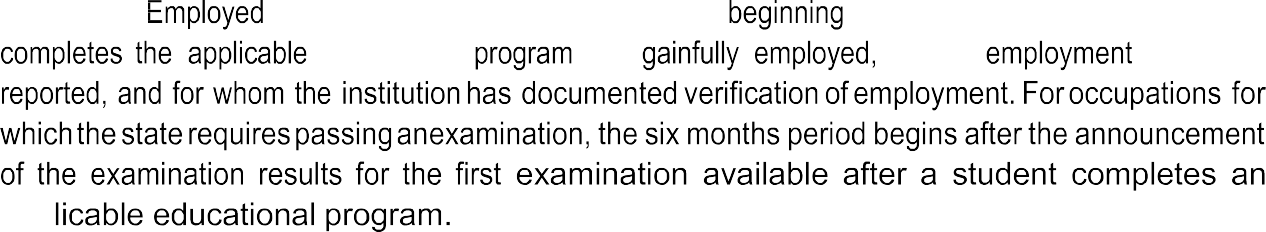 Employed beginning
completes the applicable program gainfully employed, employment
reported, and for whom the institution has documented verification of employment. For occupations for
which the state requires passing an examination, the six months period begins after the announcement
of the examination results for the first examination available after a student completes an
licable educational program.